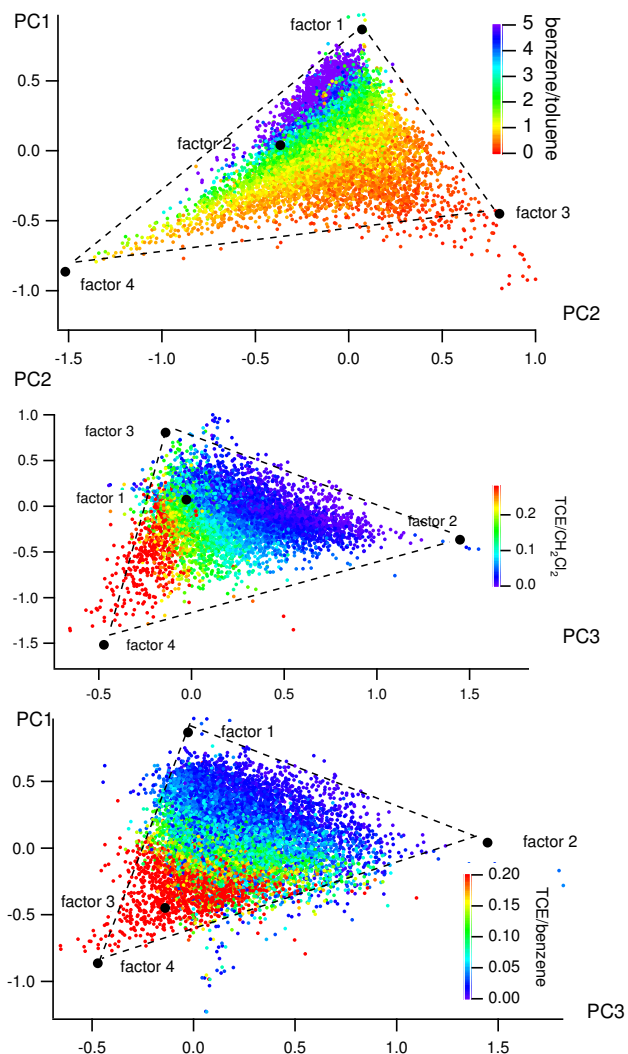 PC1
factor 1
5
4
3
2
1
0
benzene/toluene
0.5
0.0
-0.5
-1.0
factor 2
factor 3
factor 4
PC2
-1.5 -1.0 -0.5 0.0 0.5 1.0
PC2
1.0
0.5
0.0
-0.5
-1.0
-1.5
factor 3
factor 1
factor 2
factor 4
0.2
0.1
0.0
TCE/CH2Cl2
PC3
-0.5 0.0 0.5 1.0 1.5
PC1
factor 1
0.5
0.0
-0.5
-1.0
factor 2
factor 3
factor 4
0.20
0.15
0.10
0.05
0.00
TCE/benzene
PC3
-0.5 0.0 0.5 1.0 1.5